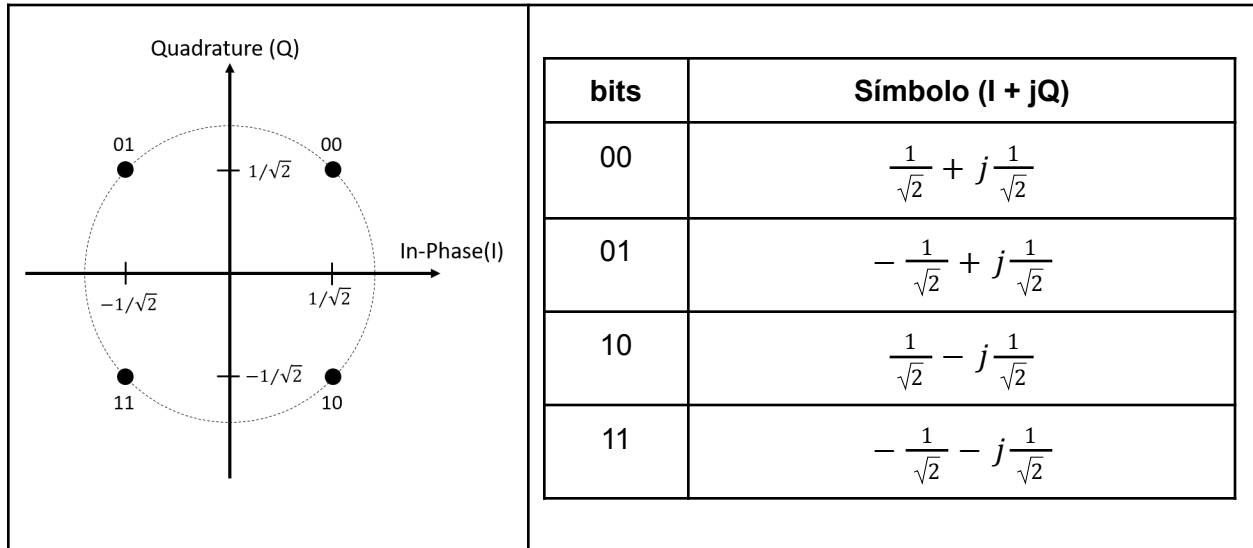 Quadrature (Q)
01
00
1/√2
In-Phase(I)
−1/√2
1/√2
−1/√2
11
10
bits Símbolo (I + jQ)
00 1/√2 + j 1/√2
01 − 1/√2 + j 1/√2
10 1/√2 − j 1/√2
11 − 1/√2 − j 1/√2